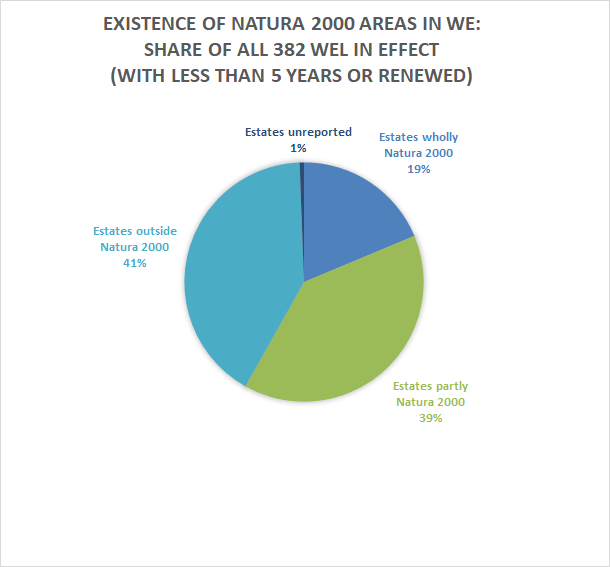 EXISTENCE OF NATURA 2000 AREAS IN WE:
SHARE OF ALL 382 WEL IN EFFECT
(WITH LESS THAN 5 YEARS OR RENEWED)
Estates unreported
1%
Estates wholly
Natura 2000
19%
Estates outside
Natura 2000
41%
Estates partly
Natura 2000
39%